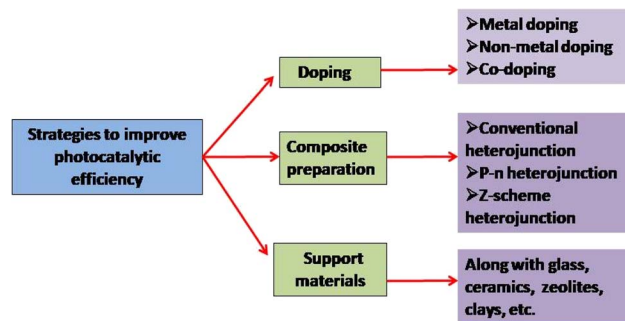 Strategies to improve
photocatalytic
efficiency
Doping
➢Metal doping
➢Non-metal doping
➢Co-doping
Composite
preparation
➢Conventional
heterojunction
➢P-n heterojunction
➢Z-scheme
heterojunction
Support
materials
Along with glass,
ceramics, zeolites,
clays, etc.